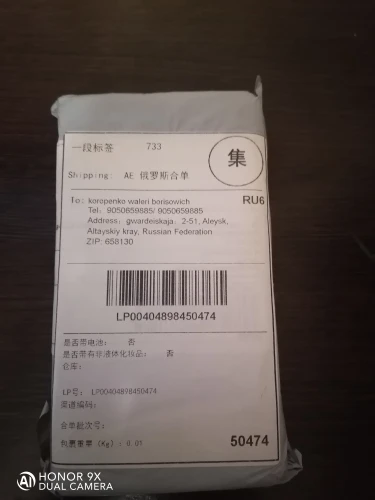 一段标签 733
集
Shipping: AE 俄罗斯合单
To: koropenko waleri borisowich RU6
Tel: 9050859885/ 9050659885
Address: gwardeiskaja 2-51, Aleysk,
Altayskiy kray, Russian Federation
ZIP: 658130
LP00404898450474
是否带电池: 否
是否带有非液体化妆品: 否
仓库:
LP号: LP00404898450474
渠道编码:
合单批次号:
包裹重量 (Kg): 0.01 50474
HONOR 9X
AI DUAL CAMERA